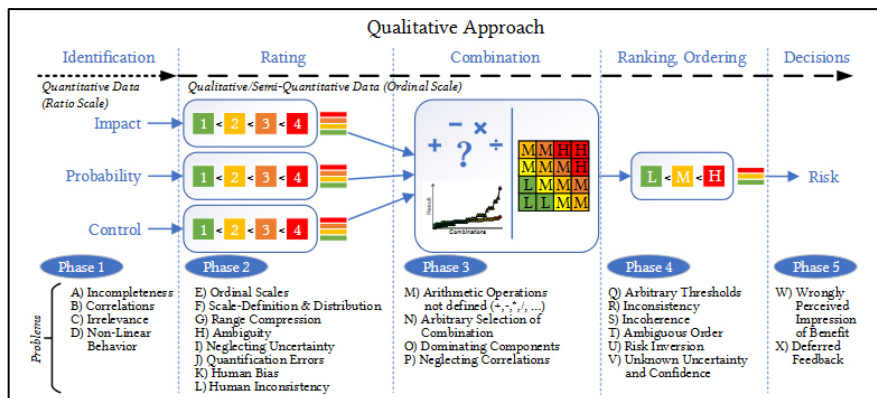 Qualitative Approach
Identification
Rating
Combination
Ranking, Ordering
Decisions
Quantitative Data
(Ratio Scale)
Qualitative/Semi-Quantitative Data (Ordinal Scale)
Impact
1 < 2 < 3 < 4
Probability
1 < 2 < 3 < 4
Control
1 < 2 < 3 < 4
+ − × ÷ ?
Result
Combinations
M M H H
M M M H
L M M M
L L M M
L < M < H
Risk
Phase 1
Phase 2
Phase 3
Phase 4
Phase 5
Problems
A) Incompleteness
B) Correlations
C) Irrelevance
D) Non-Linear
Behavior
E) Ordinal Scales
F) Scale-Definition & Distribution
G) Range Compression
H) Ambiguity
I) Neglecting Uncertainty
J) Quantification Errors
K) Human Bias
L) Human Inconsistency
M) Arithmetic Operations
not defined (+,-,*,/, ...)
N) Arbitrary Selection of
Combination
O) Dominating Components
P) Neglecting Correlations
Q) Arbitrary Thresholds
R) Inconsistency
S) Incoherence
T) Ambiguous Order
U) Risk Inversion
V) Unknown Uncertainty
and Confidence
W) Wrongly
Perceived
Impression
of Benefit
X) Deferred
Feedback